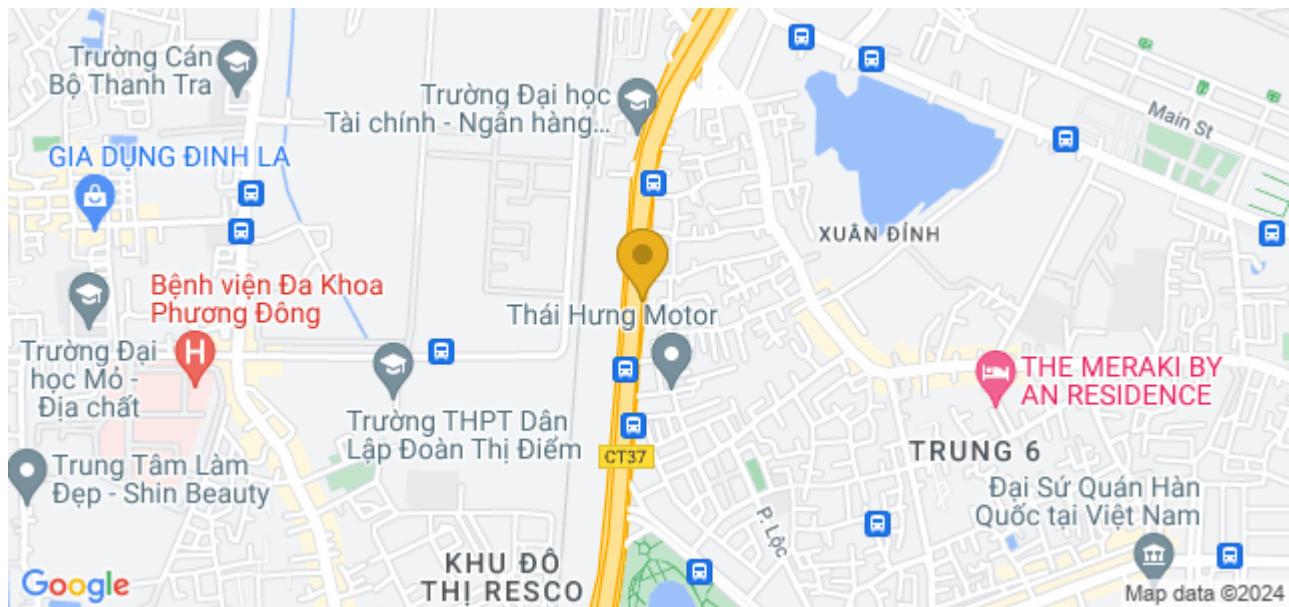 Trường Cán
Bộ Thanh Tra
Trường Đại học
Tài chính - Ngân hàng...
Main St
GIA DỤNG ĐINH LA
XUÂN ĐỈNH
Bệnh viện Đa Khoa
Phương Đông
Thái Hưng Motor
Trường Đại
học Mỏ -
Địa chất
THE MERAKI BY
AN RESIDENCE
Trường THPT Dân
Lập Đoàn Thị Điểm
TRUNG 6
CT37
Trung Tâm Làm
Đẹp - Shin Beauty
Đại Sứ Quán Hàn
Quốc tại Việt Nam
P. Lộc
KHU ĐÔ
THỊ RESCO
Google
Map data ©2024